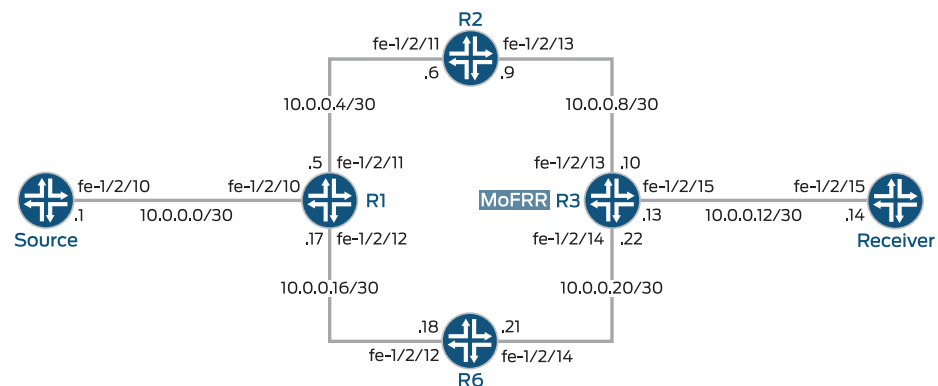 R2
fe-1/2/11
fe-1/2/13
.6
.9
10.0.0.4/30
10.0.0.8/30
.5
fe-1/2/11
fe-1/2/13
.10
fe-1/2/10
fe-1/2/10
R1
MoFRR
R3
fe-1/2/15
fe-1/2/15
.1
10.0.0.0/30
.13
10.0.0.12/30
.14
Source
.17
fe-1/2/12
fe-1/2/14
.22
Receiver
10.0.0.16/30
10.0.0.20/30
.18
.21
fe-1/2/12
fe-1/2/14
R6